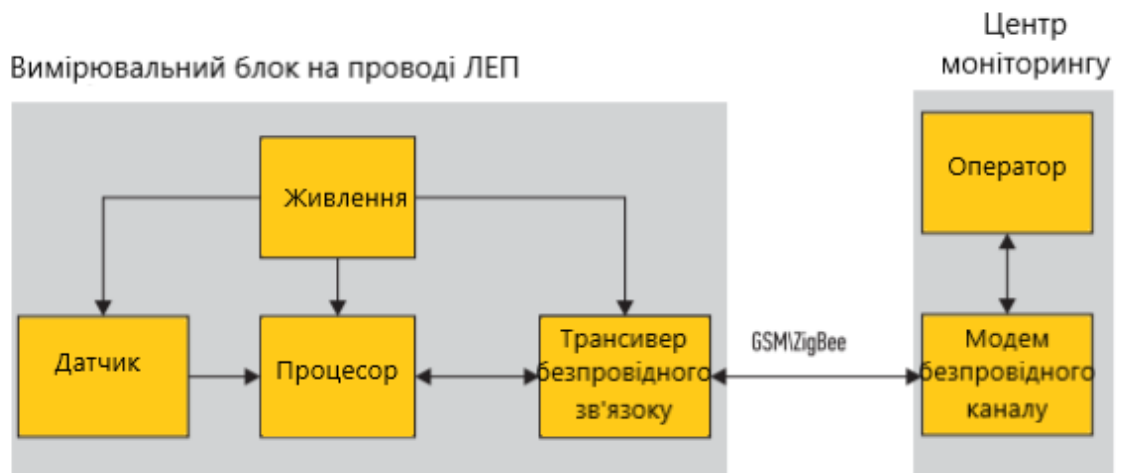 Центр
моніторингу
Вимірювальний блок на проводі ЛЕП
Живлення
Оператор
Датчик
Процесор
Трансивер
безпровідного
зв'язоку
GSM\ZigBee
Модем
безпровідного
каналу